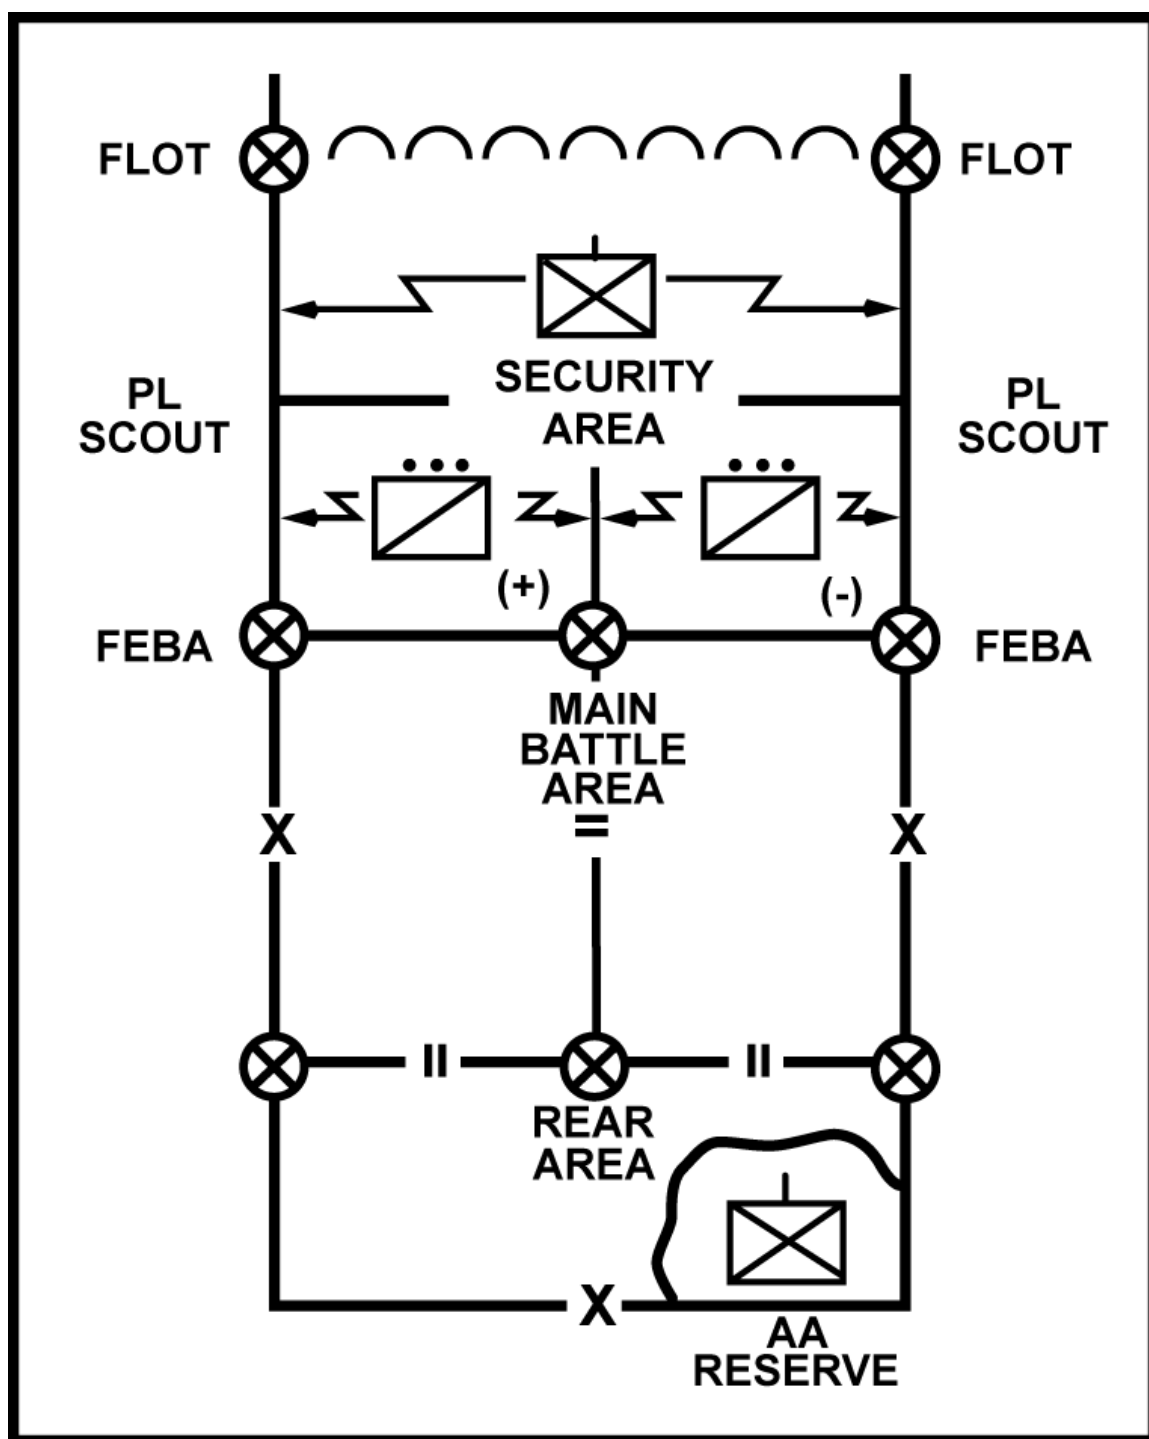 FLOT FLOT
SECURITY
AREA
PL
SCOUT
PL
SCOUT
(+) (-)
FEBA FEBA
MAIN
BATTLE
AREA
X = X
II II
REAR
AREA
X
AA
RESERVE